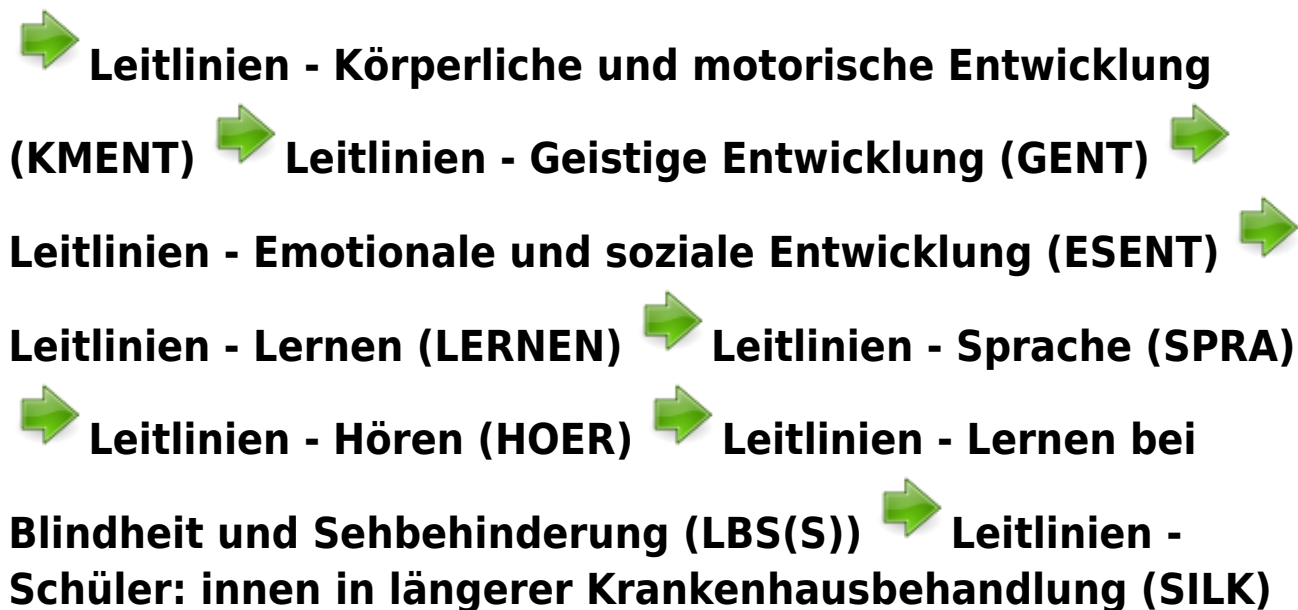 Leitlinien - Körperliche und motorische Entwicklung
(KMENT) Leitlinien - Geistige Entwicklung (GENT)
Leitlinien - Emotionale und soziale Entwicklung (ESENT)
Leitlinien - Lernen (LERNEN) Leitlinien - Sprache (SPRA)
Leitlinien - Hören (HOER) Leitlinien - Lernen bei
Blindheit und Sehbehinderung (LBS(S)) Leitlinien -
Schüler: innen in längerer Krankenhausbehandlung (SILK)